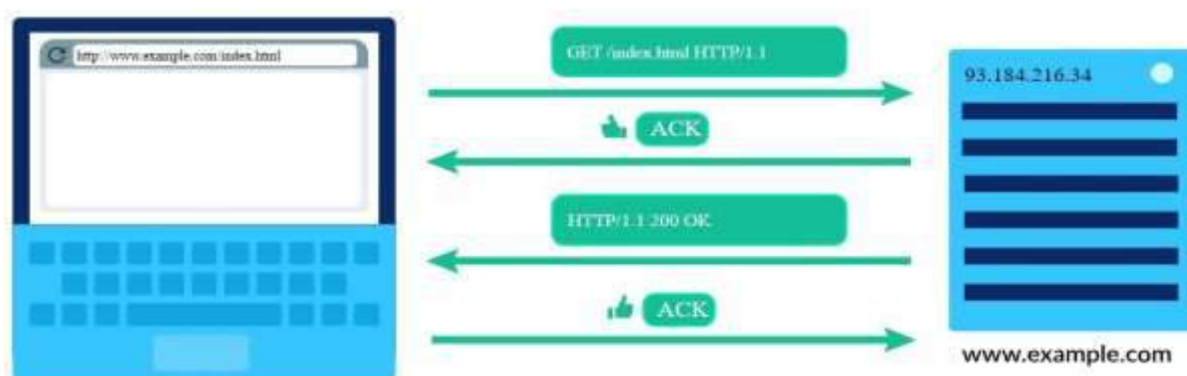 http://www.example.com/index.html
GET /index.html HTTP/1.1
93.184.216.34
ACK
HTTP/1.1 200 OK
ACK
www.example.com